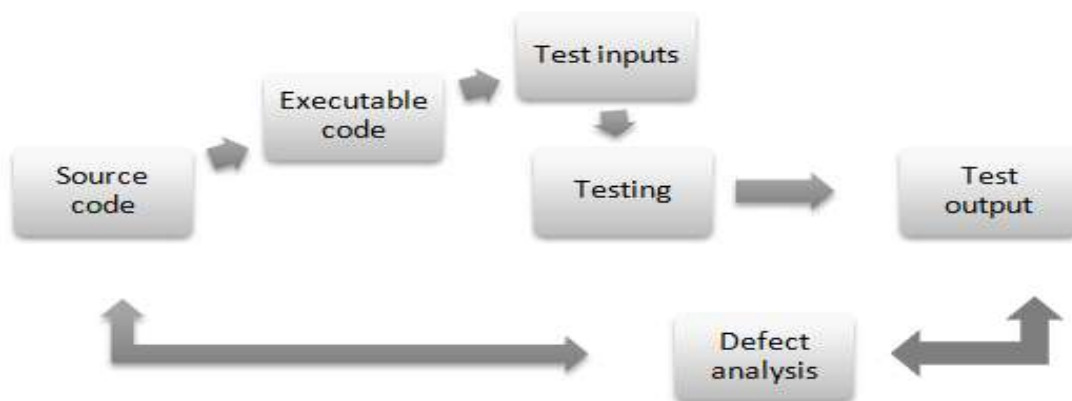 Source
code
Executable
code
Test inputs
Testing
Test
output
Defect
analysis